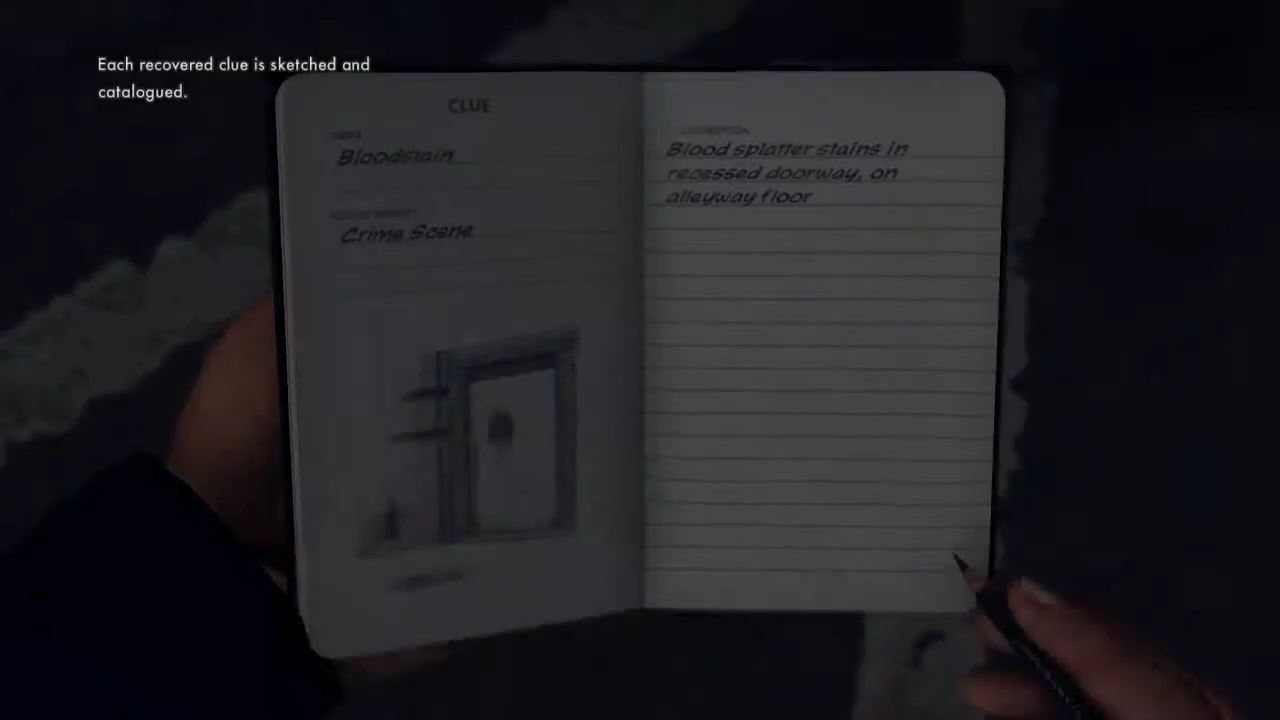 Each recovered clue is sketched and
catalogued.
CLUE
Bloodstain
Crime Scene
Blood splatter stains in
recessed doorway, on
alleyway floor